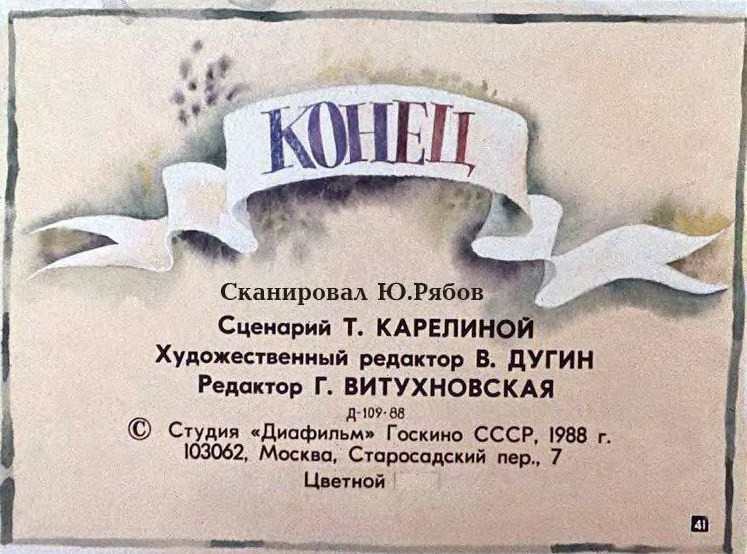 КОНЕЦ
Сканировал Ю.Рябов
Сценарий Т. КАРЕЛИНОЙ
Художественный редактор В. ДУГИН
Редактор Г. ВИТУХНОВСКАЯ
Д-109-88
© Студия «Диафильм» Госкино СССР, 1988 г.
103062, Москва, Старосадский пер., 7
Цветной
41